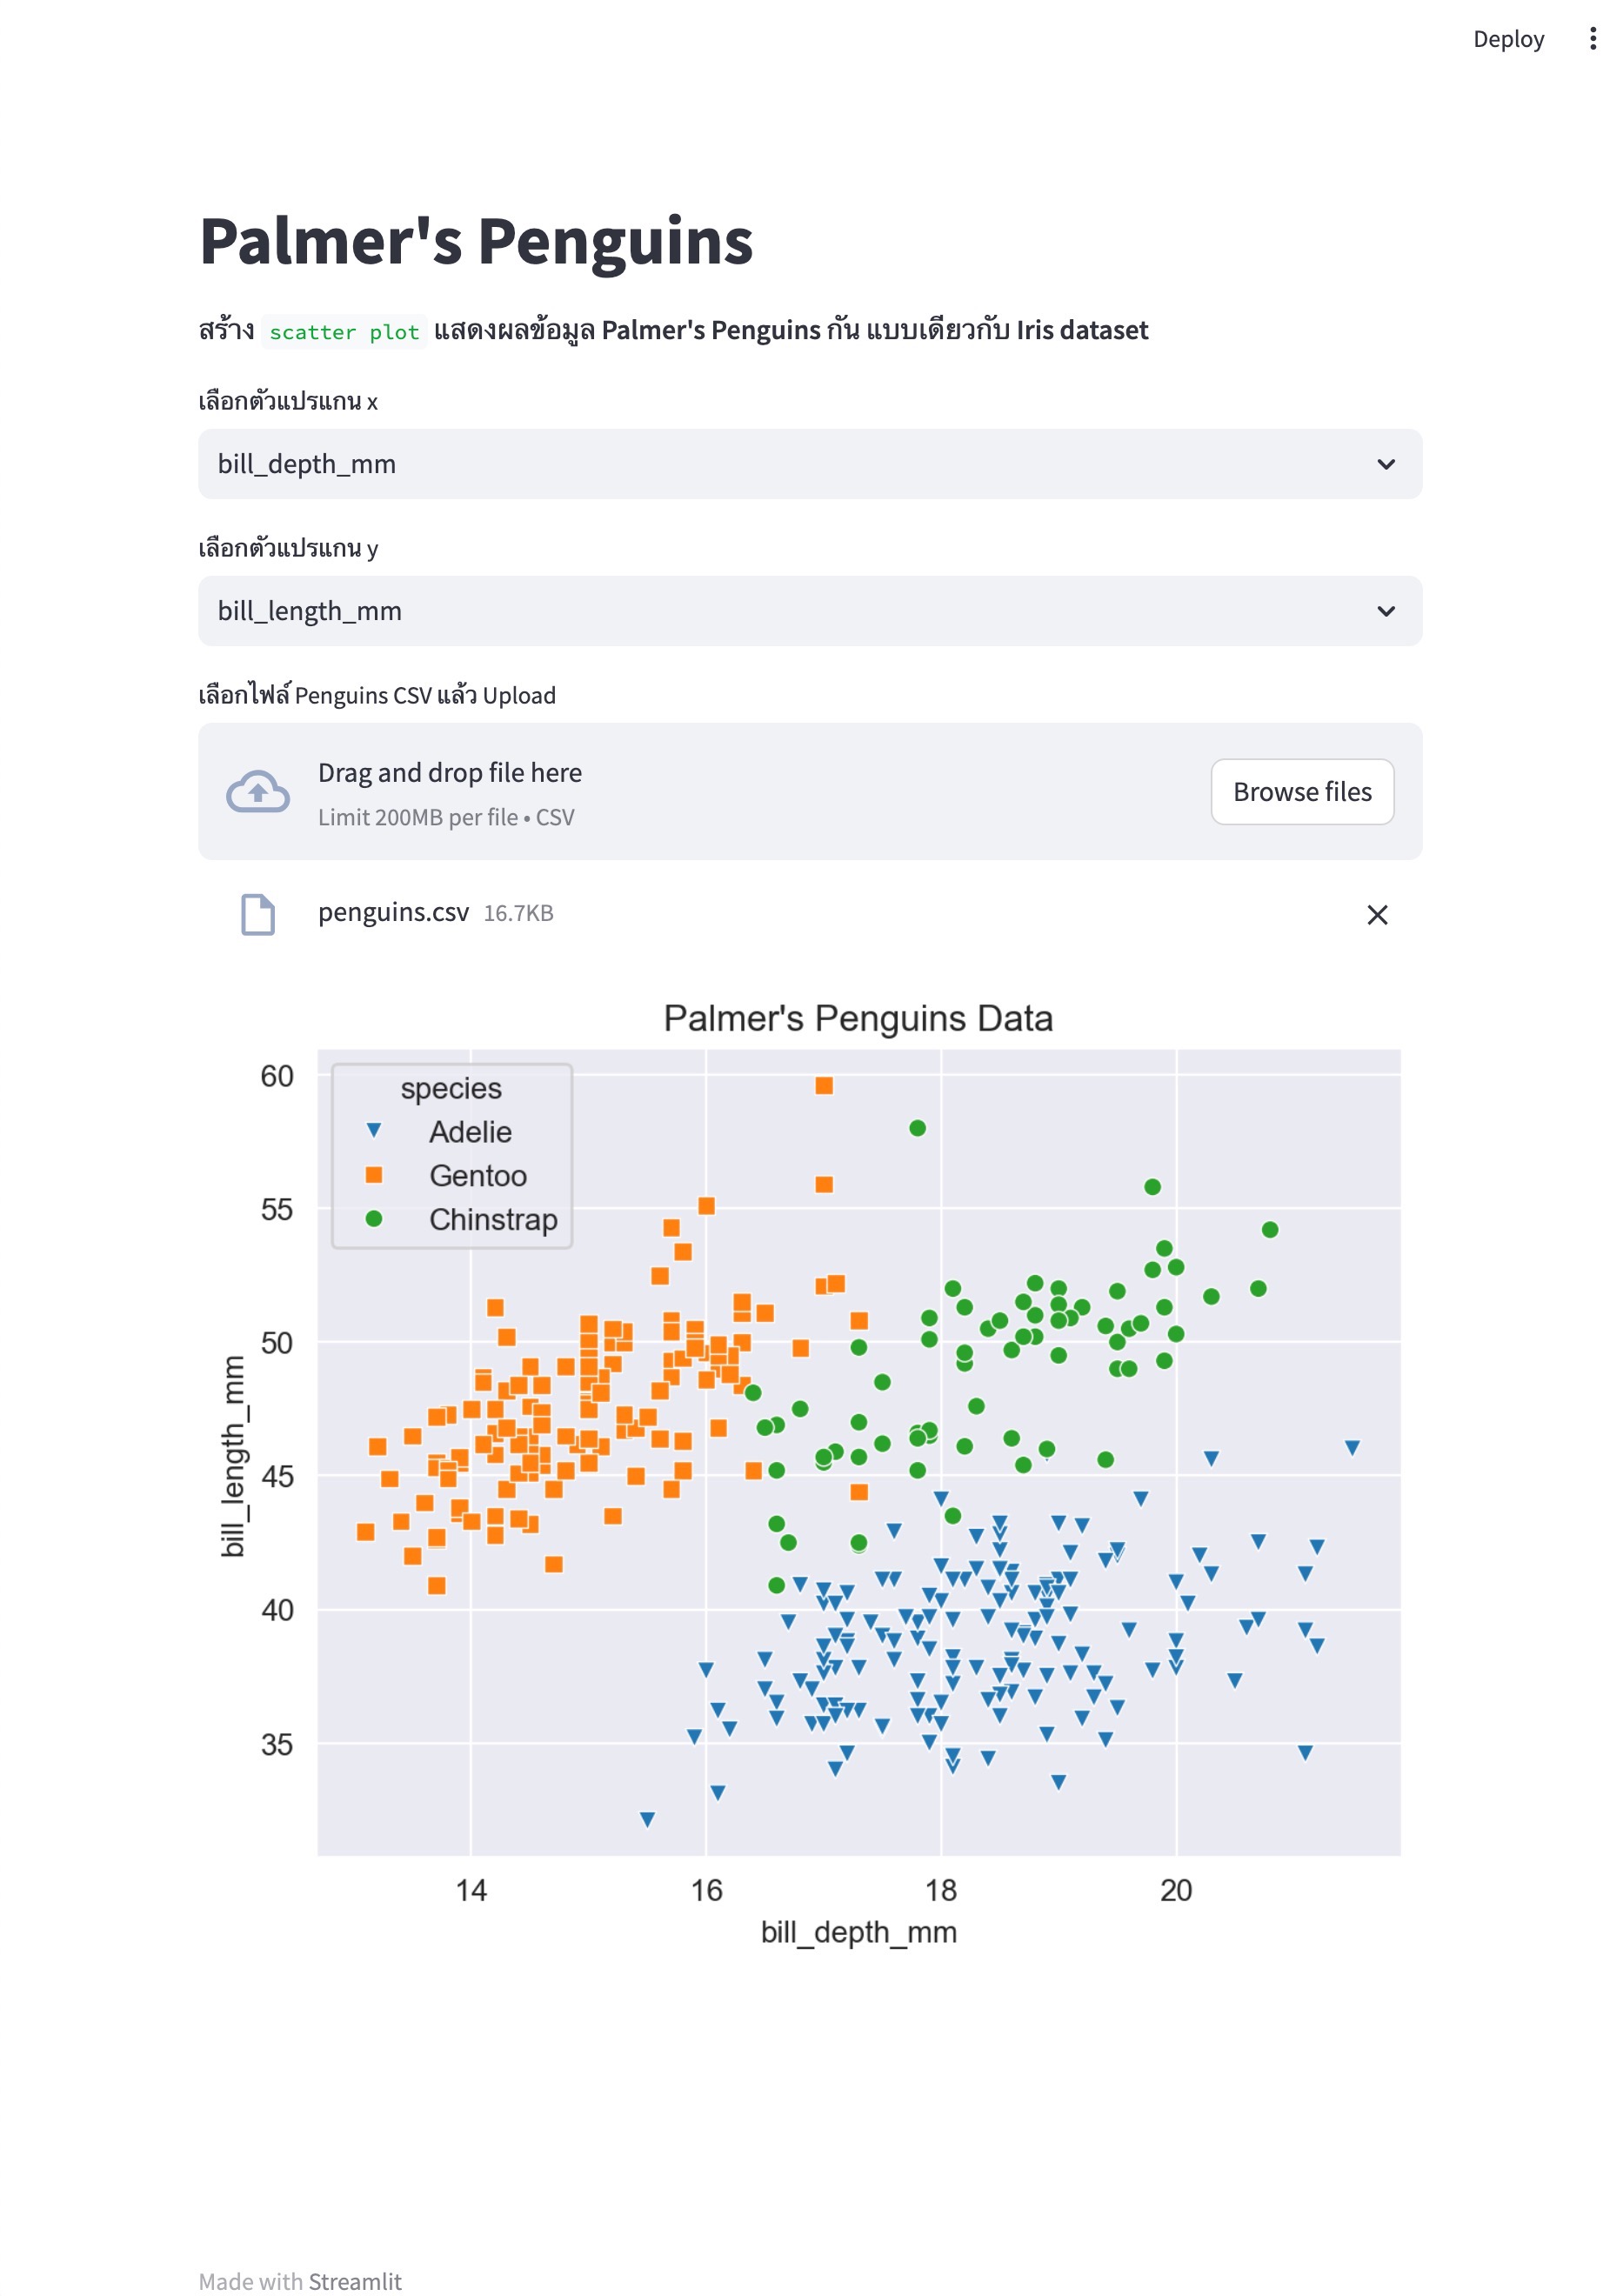 Deploy
Palmer's Penguins
สร้าง scatter plot แสดงผลข้อมูล Palmer's Penguins กัน แบบเดียวกับ Iris dataset
เลือกตัวแปรแกน x
bill_depth_mm
เลือกตัวแปรแกน y
bill_length_mm
เลือกไฟล์ Penguins CSV แล้ว Upload
Drag and drop file here
Limit 200MB per file • CSV
Browse files
penguins.csv 16.7KB
Palmer's Penguins Data
species
Adelie
Gentoo
Chinstrap
60
55
50
45
40
35
bill_length_mm
14 16 18 20
bill_depth_mm
Made with Streamlit